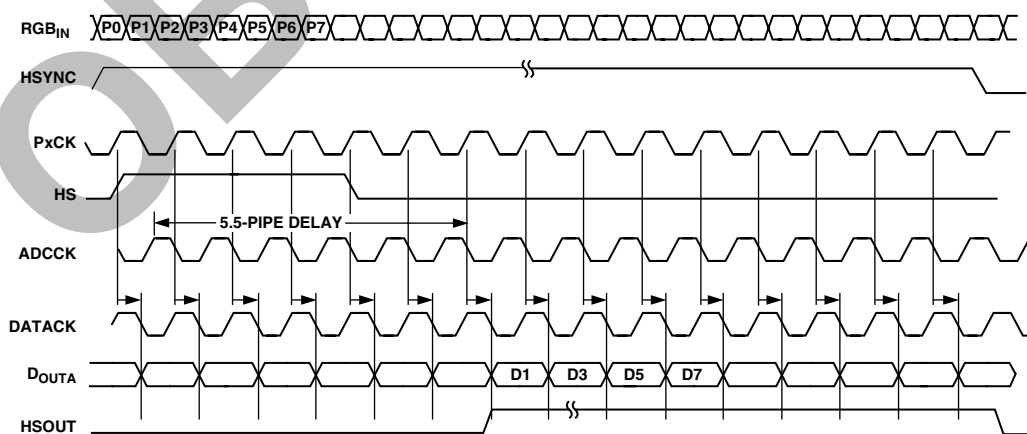 RGBIN P0 P1 P2 P3 P4 P5 P6 P7
HSYNC
PxCK
HS
5.5-PIPE DELAY
ADCCK
DATACK
DOUTA D1 D3 D5 D7
HSOUT